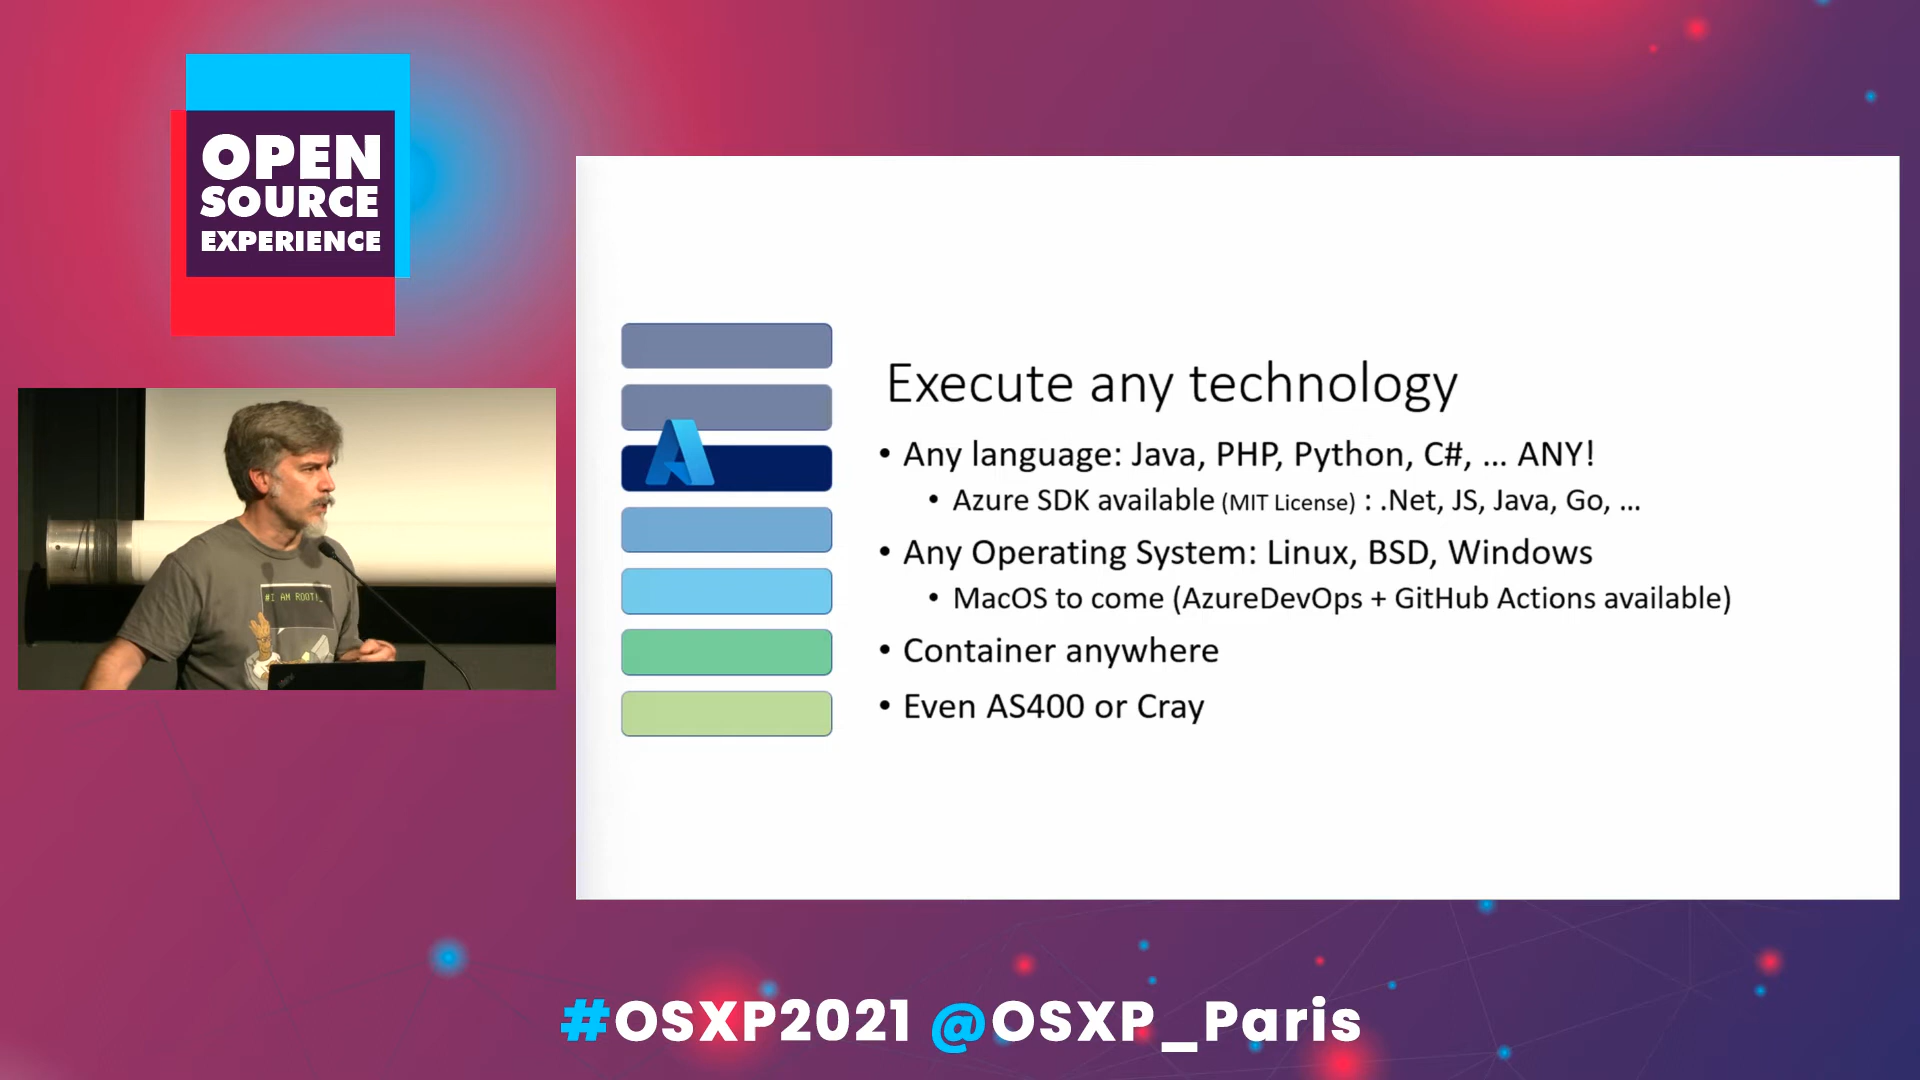 OPEN
SOURCE
EXPERIENCE
#I AM ROOT!_
Execute any technology
• Any language: Java, PHP, Python, C#, ... ANY!
• Azure SDK available (MIT License) : .Net, JS, Java, Go, ...
• Any Operating System: Linux, BSD, Windows
• MacOS to come (AzureDevOps + GitHub Actions available)
• Container anywhere
• Even AS400 or Cray
#OSXP2021 @OSXP_Paris